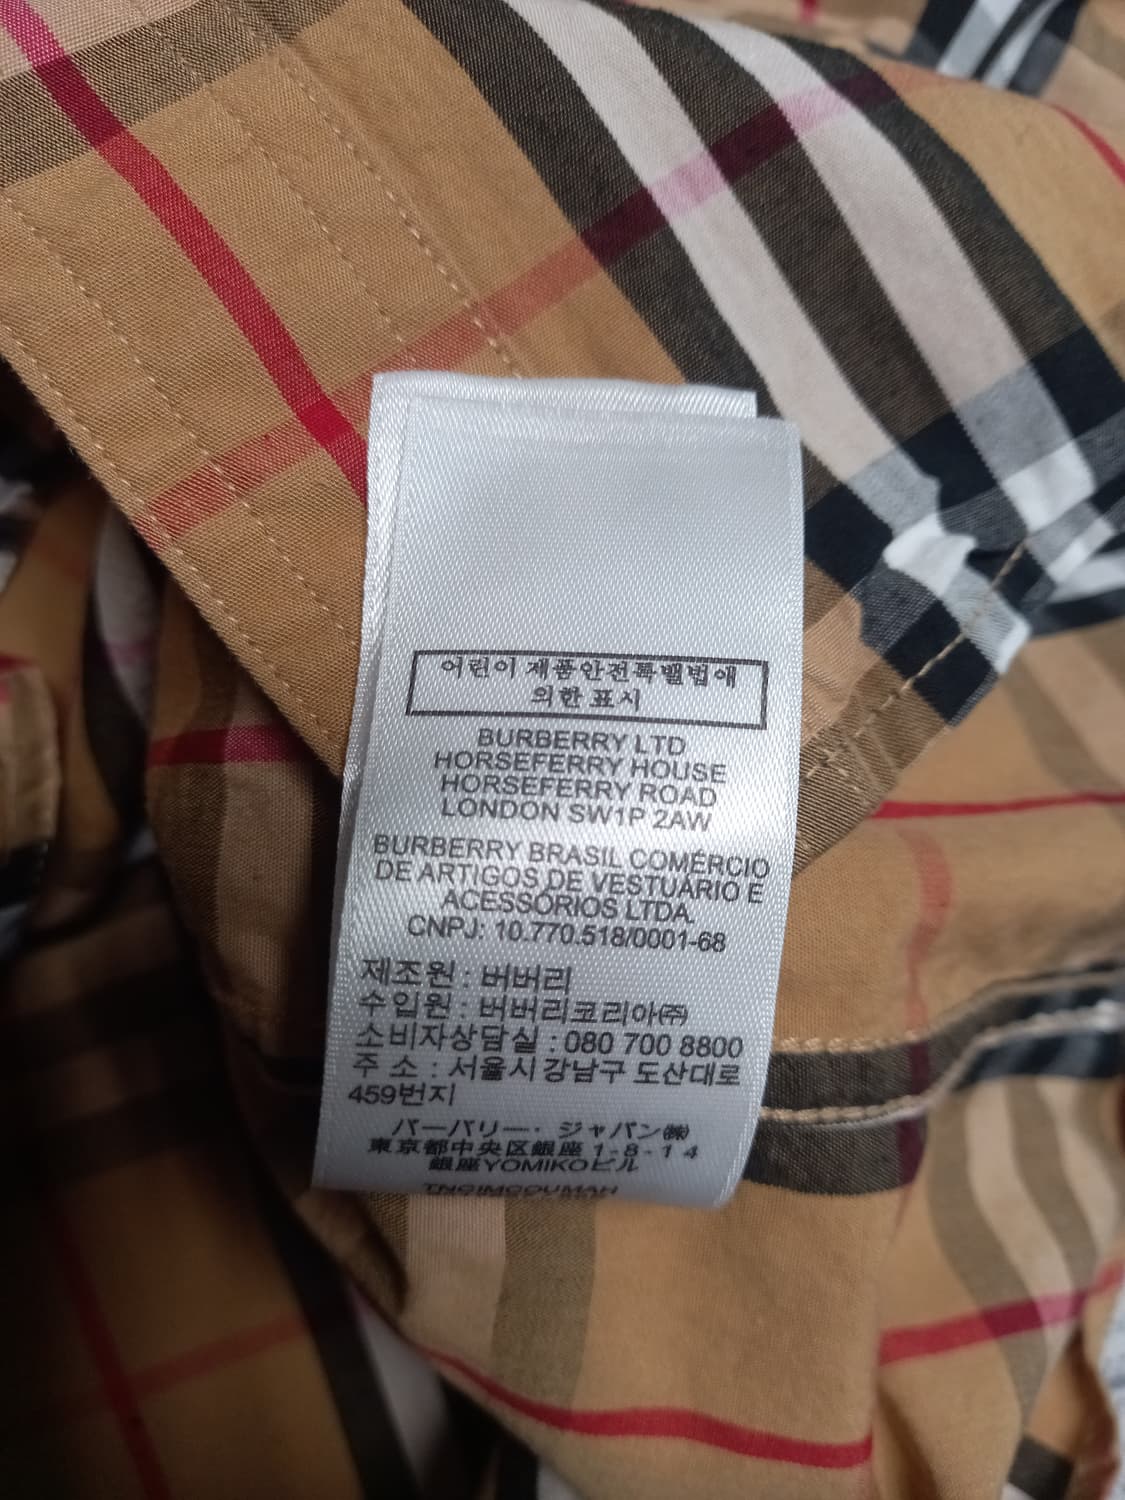 어린이 제품안전특별법에
의한 표시
BURBERRY LTD
HORSEFERRY HOUSE
HORSEFERRY ROAD
LONDON SW1P 2AW
BURBERRY BRASIL COMÉRCIO
DE ARTIGOS DE VESTUÁRIO E
ACESSÓRIOS LTDA.
CNPJ: 10.770.518/0001-68
제조원 : 버버리
수입원 : 버버리코리아㈜
소비자상담실 : 080 700 8800
주 소 : 서울시 강남구 도산대로
459번지
バーバリー・ジャパン㈱
東京都中央区銀座 1-8-14
銀座YOMIKOビル